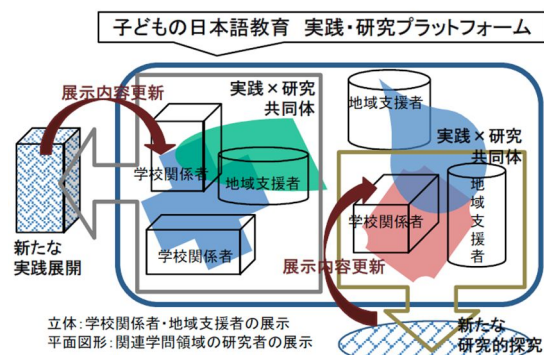 子どもの日本語教育 実践・研究プラットフォーム
展示内容更新
実践×研究
共同体
学校関係者
地域支援者
学校関係者
新たな
実践展開
地域支援者
実践×研究
共同体
学校関係者
地域支援者
展示内容更新
新たな
研究的探究
立体：学校関係者・地域支援者の展示
平面図形：関連学問領域の研究者の展示